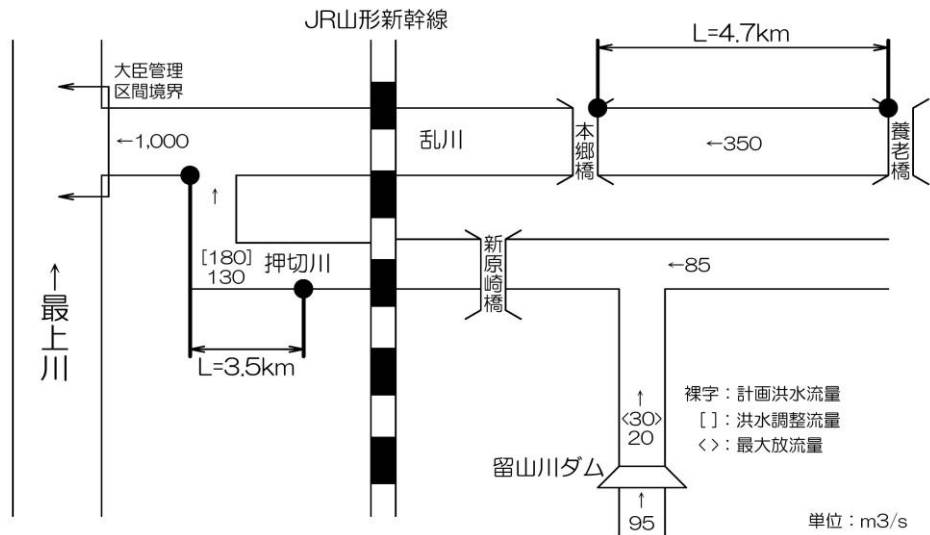 JR山形新幹線
L=4.7km
大臣管理
区間境界
←1,000
乱川
本郷橋
←350
養老橋
↑
[180]
130
押切川
新原崎橋
←85
↑最上川
L=3.5km
↑
<30>
20
裸字：計画洪水流量
[ ]：洪水調整流量
< >：最大放流量
留山川ダム
↑
95
単位：m3/s